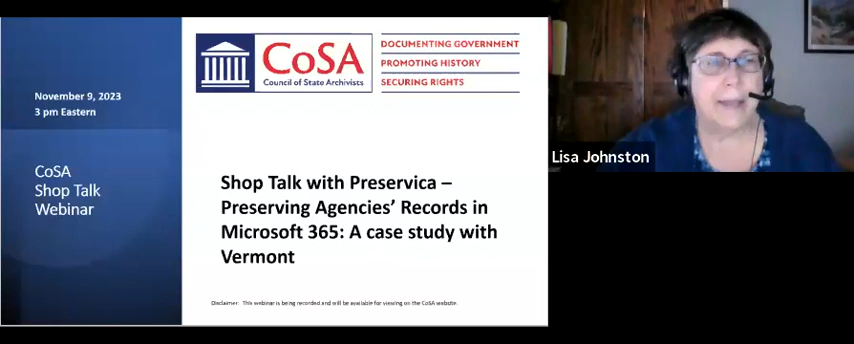 November 9, 2023
3 pm Eastern
CoSA
Shop Talk
Webinar
CoSA
Council of State Archivists
DOCUMENTING GOVERNMENT
PROMOTING HISTORY
SECURING RIGHTS
Shop Talk with Preservica –
Preserving Agencies' Records in
Microsoft 365: A case study with
Vermont
Disclaimer: This webinar is being recorded and will be available for viewing on the CoSA website.
Lisa Johnston